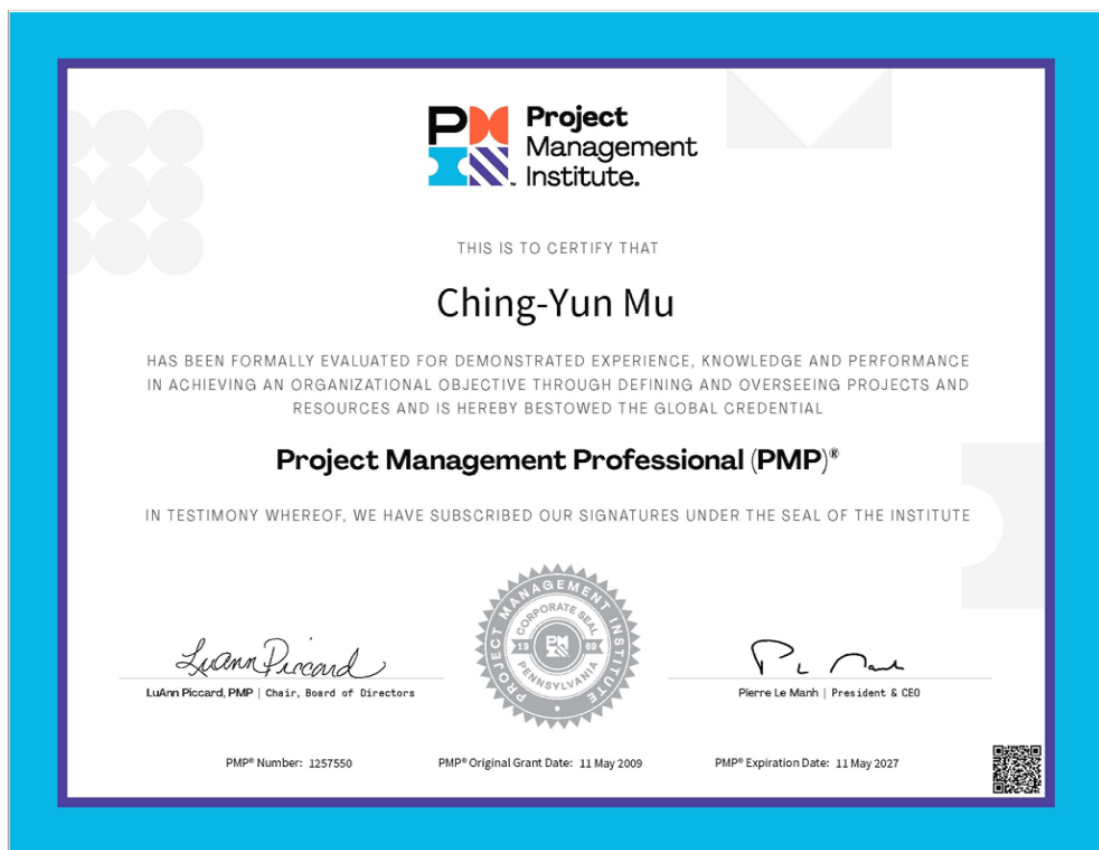 Project
Management
Institute.
THIS IS TO CERTIFY THAT
Ching-Yun Mu
HAS BEEN FORMALLY EVALUATED FOR DEMONSTRATED EXPERIENCE, KNOWLEDGE AND PERFORMANCE
IN ACHIEVING AN ORGANIZATIONAL OBJECTIVE THROUGH DEFINING AND OVERSEEING PROJECTS AND
RESOURCES AND IS HEREBY BESTOWED THE GLOBAL CREDENTIAL
Project Management Professional (PMP)®
IN TESTIMONY WHEREOF, WE HAVE SUBSCRIBED OUR SIGNATURES UNDER THE SEAL OF THE INSTITUTE
PROJECT MANAGEMENT INSTITUTE
CORPORATE SEAL
1969
PENNSYLVANIA
LuAnn Piccard
LuAnn Piccard, PMP | Chair, Board of Directors
Pierre Le Manh | President & CEO
PMP® Number: 1257550
PMP® Original Grant Date: 11 May 2009
PMP® Expiration Date: 11 May 2027